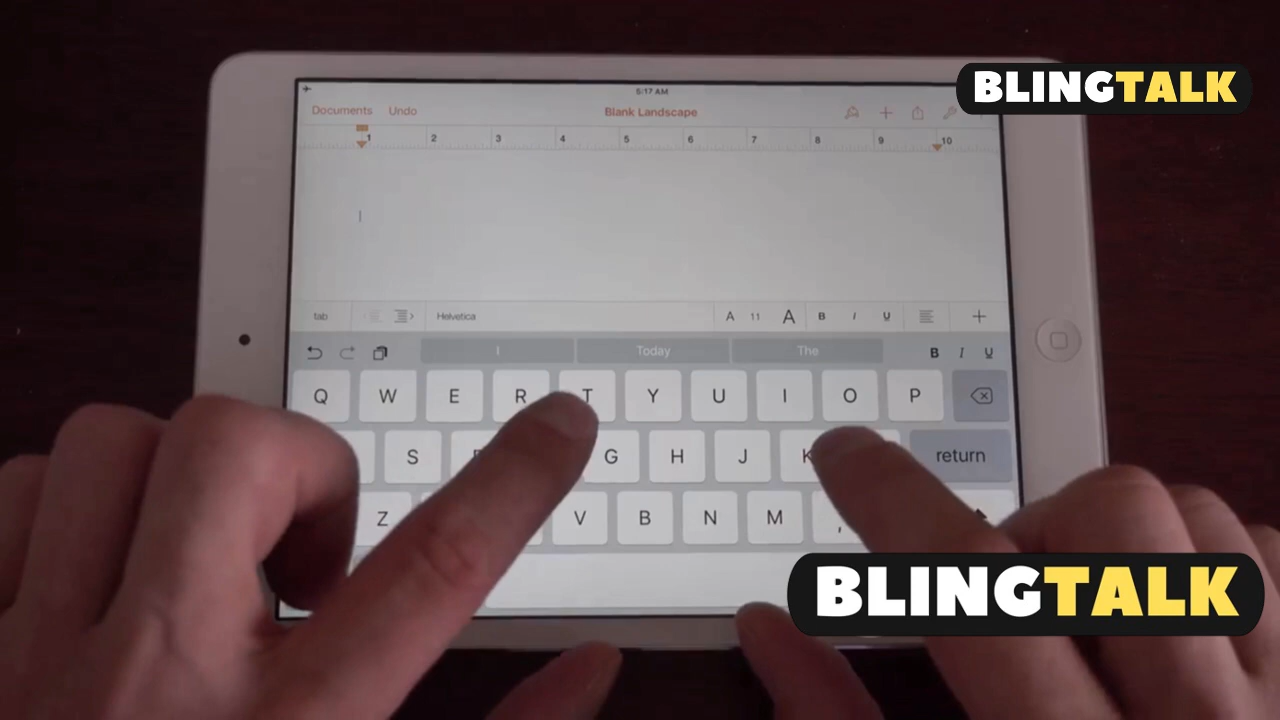 5:17 AM
BLINGTALK
Documents Undo Blank Landscape
1 2 3 4 5 6 7 8 9 10
tab Helvetica A 11 A B I U
I Today The B I U
Q W E R T Y U I O P
S G H J K return
Z V B N M ,
BLINGTALK